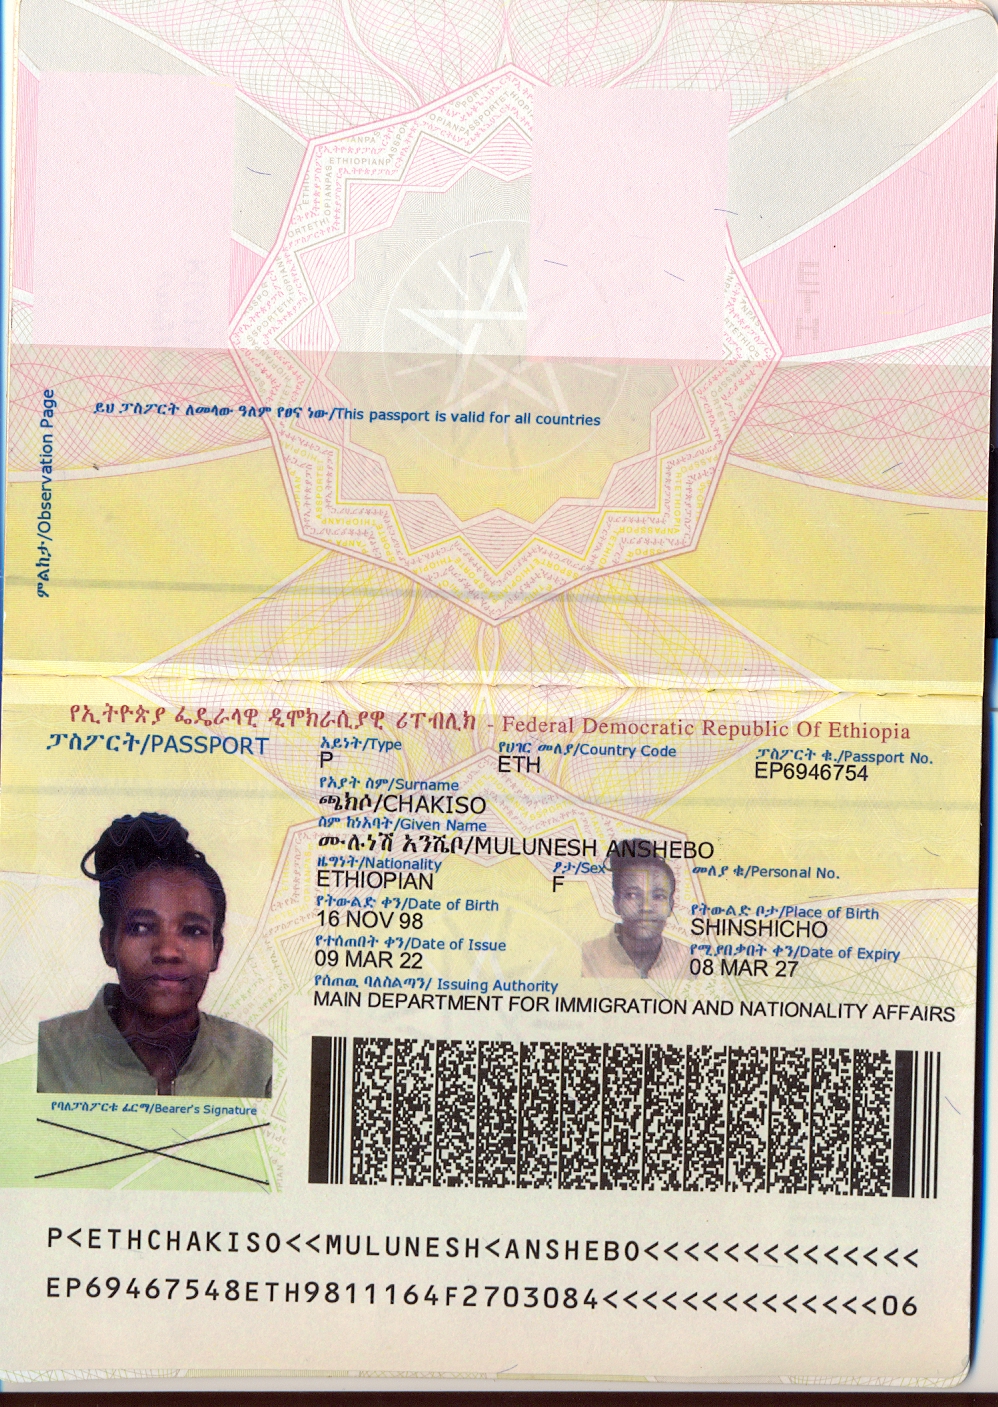 ምልከታ/Observation Page
ይህ ፓስፖርት ለመላው ዓለም የፀና ነው/This passport is valid for all countries
የኢትዮጵያ ፌዴራላዊ ዲሞክራሲያዊ ሪፐብሊክ - Federal Democratic Republic Of Ethiopia
ፓስፖርት/PASSPORT
አይነት/Type
የሀገር መለያ/Country Code
ፓስፖርት ቁ./Passport No.
P
ETH
EP6946754
የአያት ስም/Surname
ጫክሶ/CHAKISO
ስም ከነአባት/Given Name
ሙሉነሽ አንሼቦ/MULUNESH ANSHEBO
ዜግነት/Nationality
ፆታ/Sex
መለያ ቁ/Personal No.
ETHIOPIAN
F
የትውልድ ቀን/Date of Birth
የትውልድ ቦታ/Place of Birth
16 NOV 98
SHINSHICHO
የተሰጠበት ቀን/Date of Issue
የሚያበቃበት ቀን/Date of Expiry
09 MAR 22
08 MAR 27
የሰጠዉ ባለስልጣን/ Issuing Authority
MAIN DEPARTMENT FOR IMMIGRATION AND NATIONALITY AFFAIRS
የባለፓስፖርቱ ፊርማ/Bearer's Signature
P<ETHCHAKISO<<MULUNESH<ANSHEBO<<<<<<<<<<<<<<
EP69467548ETH9811164F2703084<<<<<<<<<<<<<<06